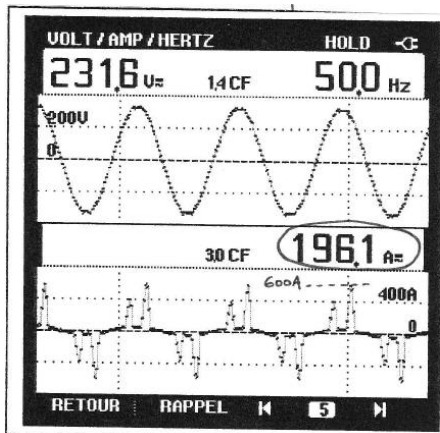 VOLT / AMP / HERTZ HOLD
231,6 V≂ 1,4 CF 50,0 Hz
200V
0
3,0 CF 196,1 A≂
600A
400A
0
RETOUR RAPPEL 5